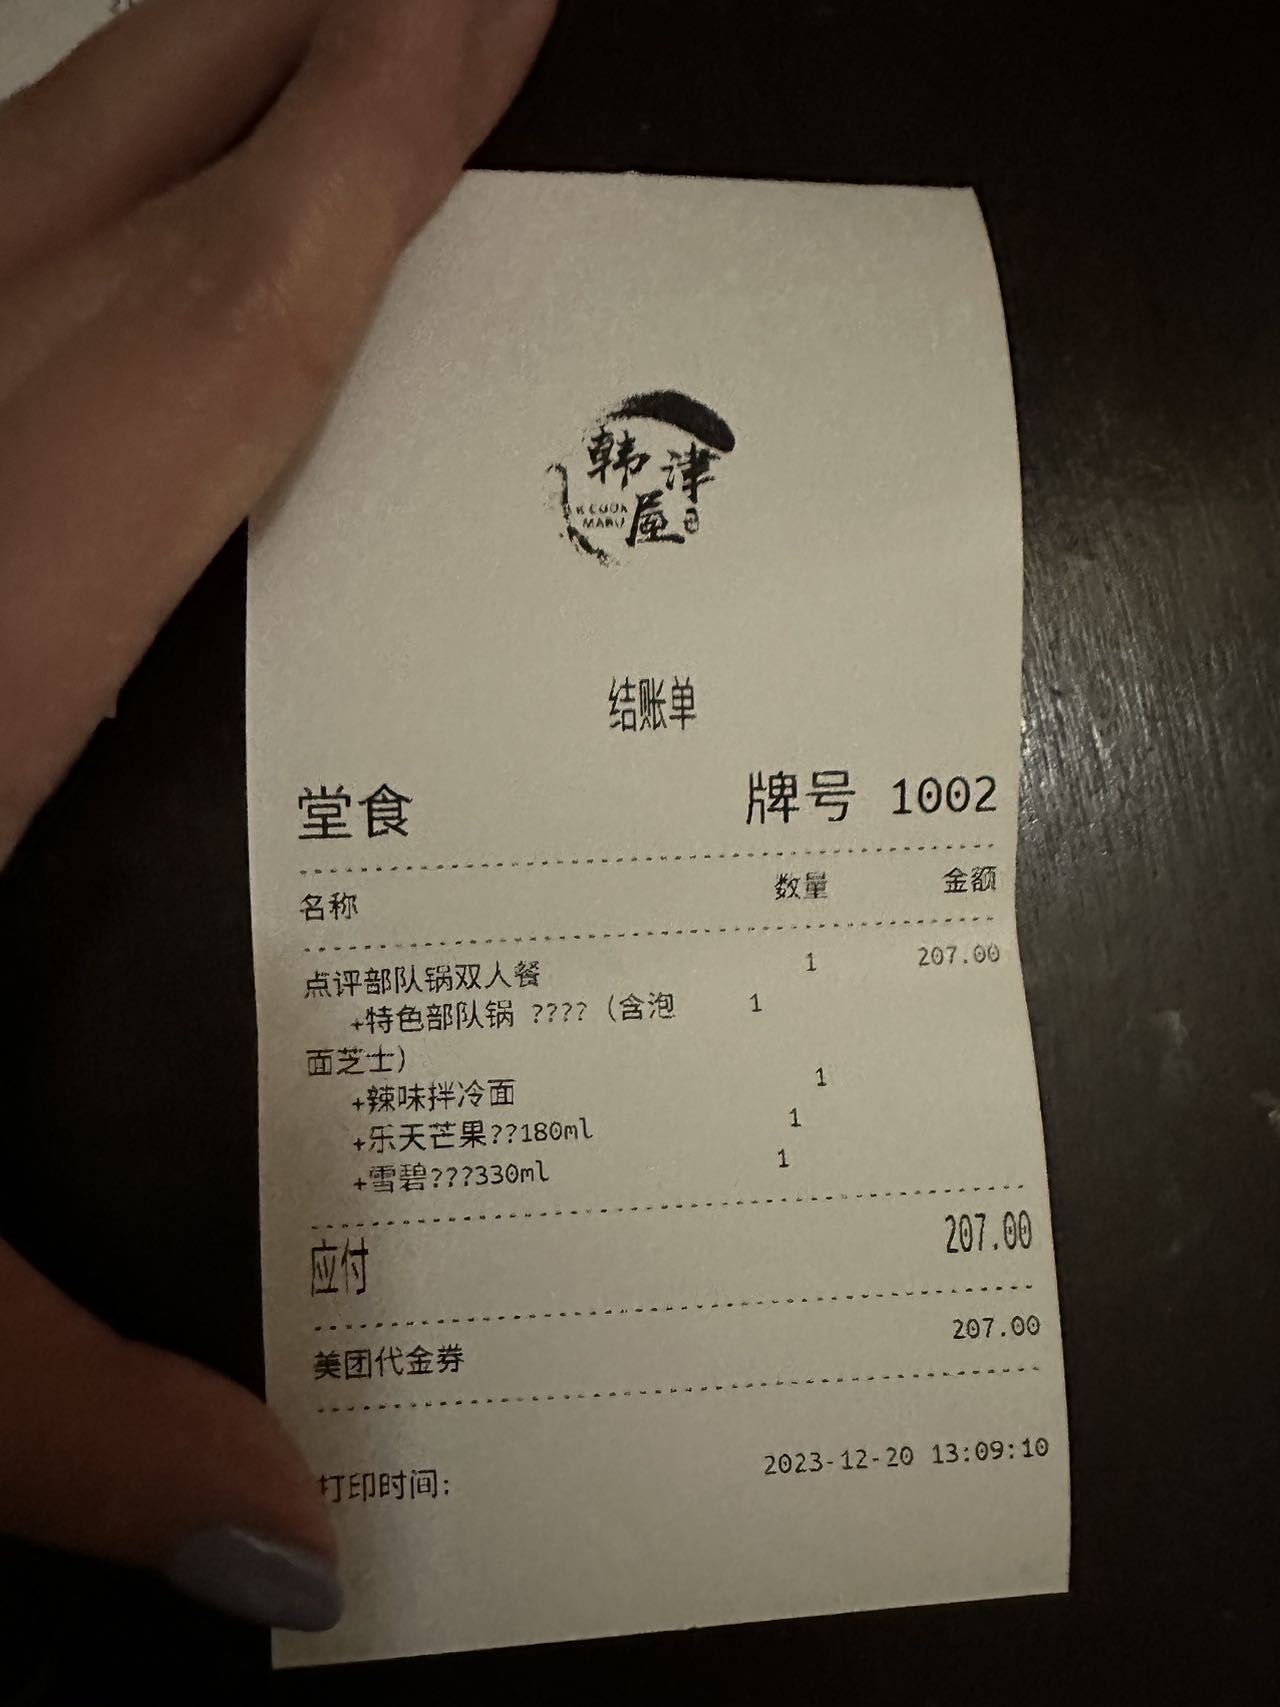 韩津
屋
MARU
结账单
堂食 牌号 1002
名称 数量 金额
点评部队锅双人餐 1 207.00
+特色部队锅 ????（含泡 1
面芝士）
+辣味拌冷面 1
+乐天芒果??180ml 1
+雪碧???330ml 1
应付 207.00
美团代金券 207.00
打印时间: 2023-12-20 13:09:10